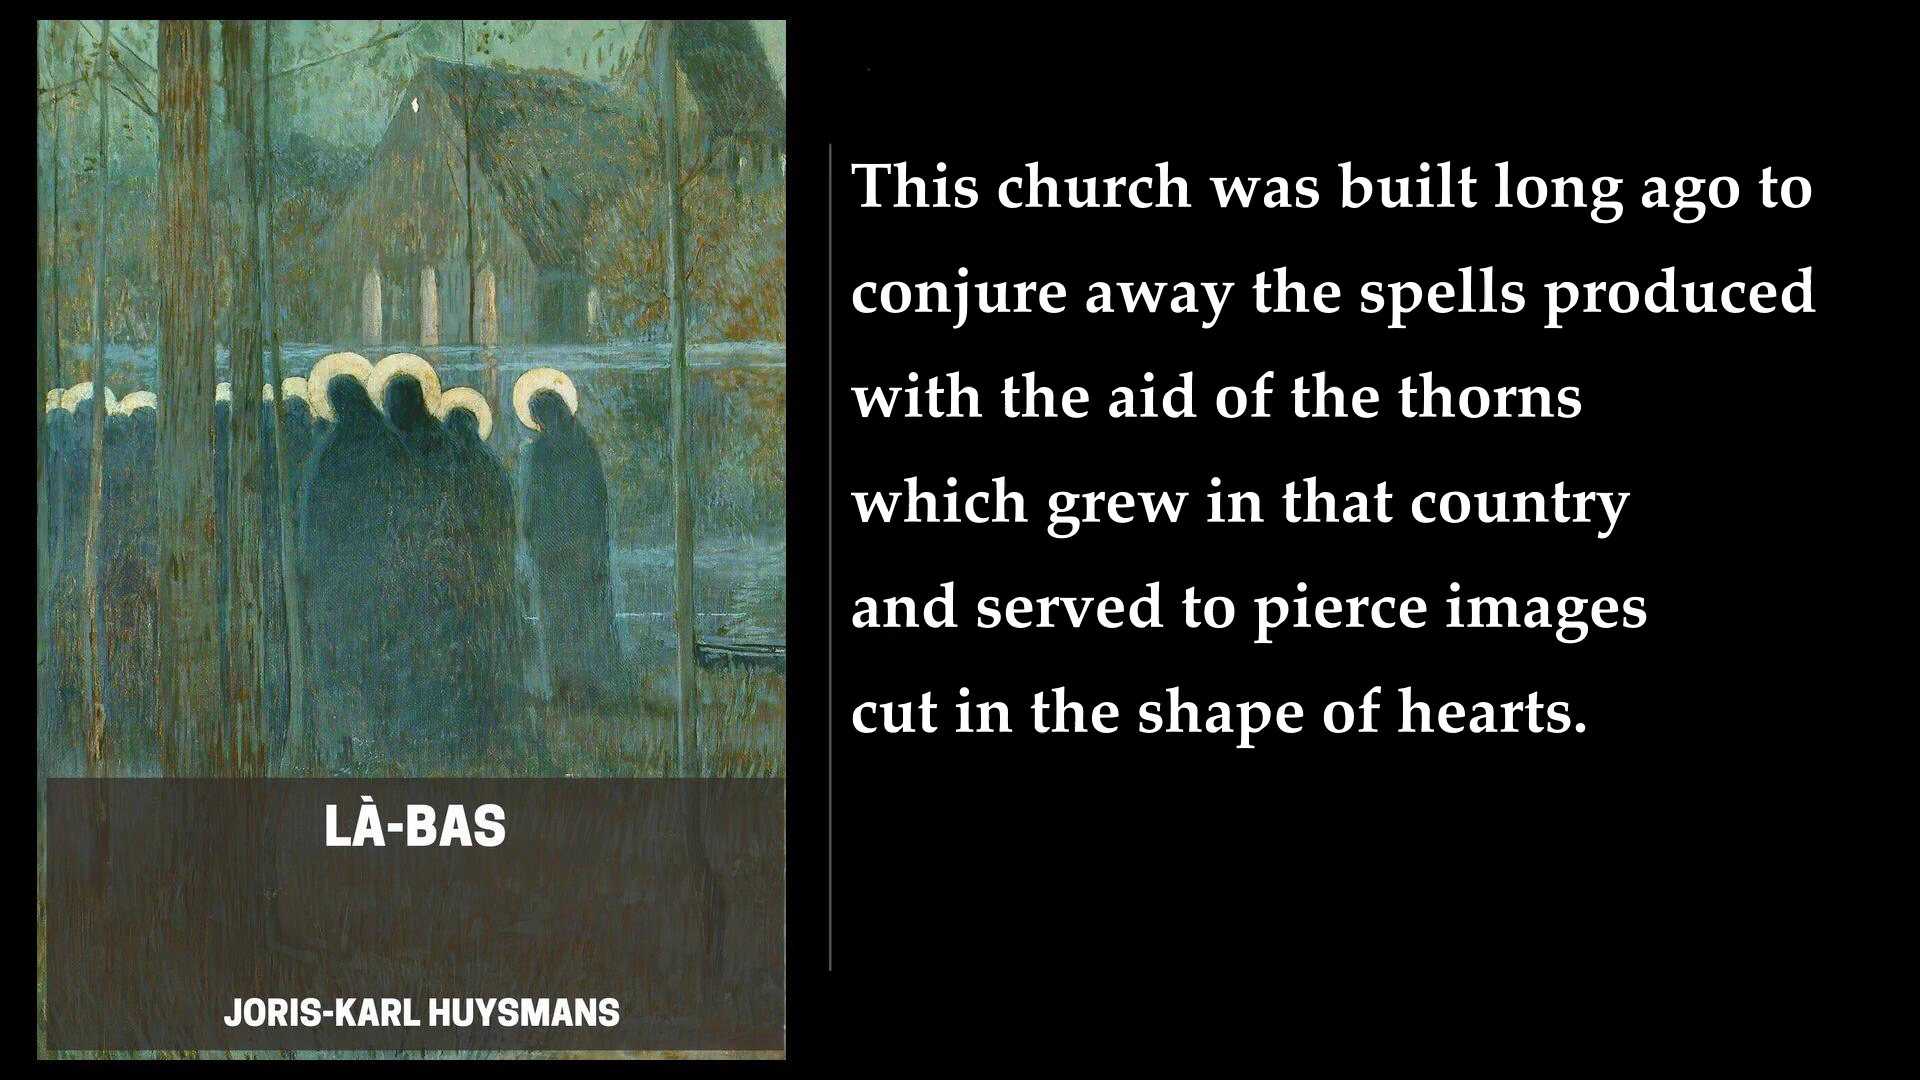 LÀ-BAS
JORIS-KARL HUYSMANS
This church was built long ago to
conjure away the spells produced
with the aid of the thorns
which grew in that country
and served to pierce images
cut in the shape of hearts.